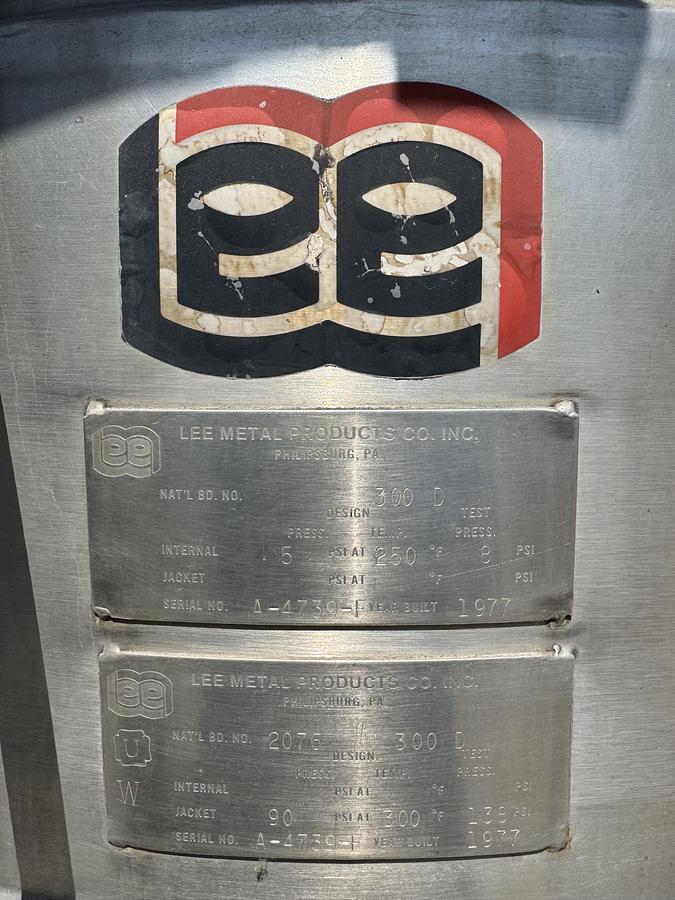 Lee
LEE METAL PRODUCTS CO. INC.
PHILIPSBURG, PA.
NAT'L BD. NO. 300 D
DESIGN TEST
PRESS. TEMP. PRESS.
INTERNAL 5 PSI AT 250 °F 8 PSI
JACKET PSI AT °F PSI
SERIAL NO. A-4739-F YEAR BUILT 1977
LEE METAL PRODUCTS CO. INC.
PHILIPSBURG, PA.
U
NAT'L BD. NO. 2076 300 D
DESIGN TEST
PRESS. TEMP. PRESS.
W
INTERNAL PSI AT °F PSI
JACKET 90 PSI AT 300 °F 138 PSI
SERIAL NO. A-4739-F YEAR BUILT 1977